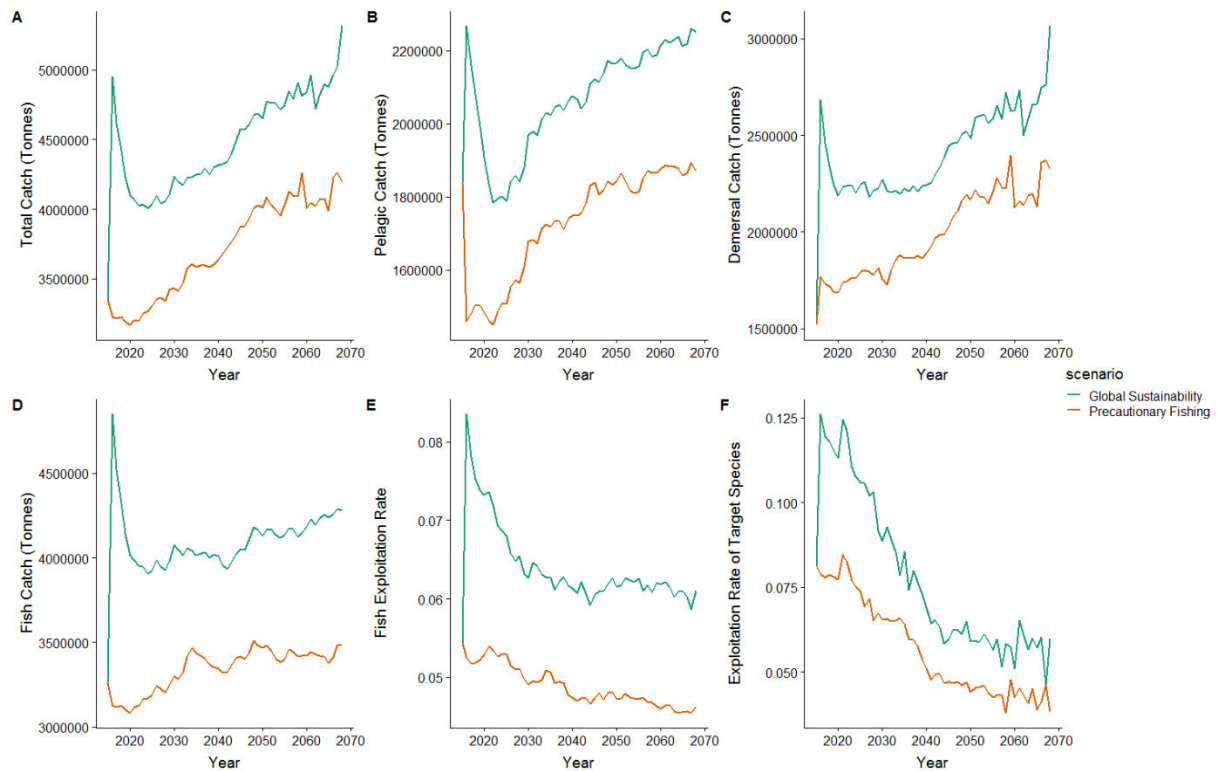 A
Total Catch (Tonnes)
5000000
4500000
4000000
3500000
2020 2030 2040 2050 2060 2070
Year
B
Pelagic Catch (Tonnes)
2200000
2000000
1800000
1600000
2020 2030 2040 2050 2060 2070
Year
C
Demersal Catch (Tonnes)
3000000
2500000
2000000
1500000
2020 2030 2040 2050 2060 2070
Year
D
Fish Catch (Tonnes)
4500000
4000000
3500000
3000000
2020 2030 2040 2050 2060 2070
Year
E
Fish Exploitation Rate
0.08
0.07
0.06
0.05
2020 2030 2040 2050 2060 2070
Year
F
Exploitation Rate of Target Species
0.125
0.100
0.075
0.050
2020 2030 2040 2050 2060 2070
Year
scenario
Global Sustainability
Precautionary Fishing